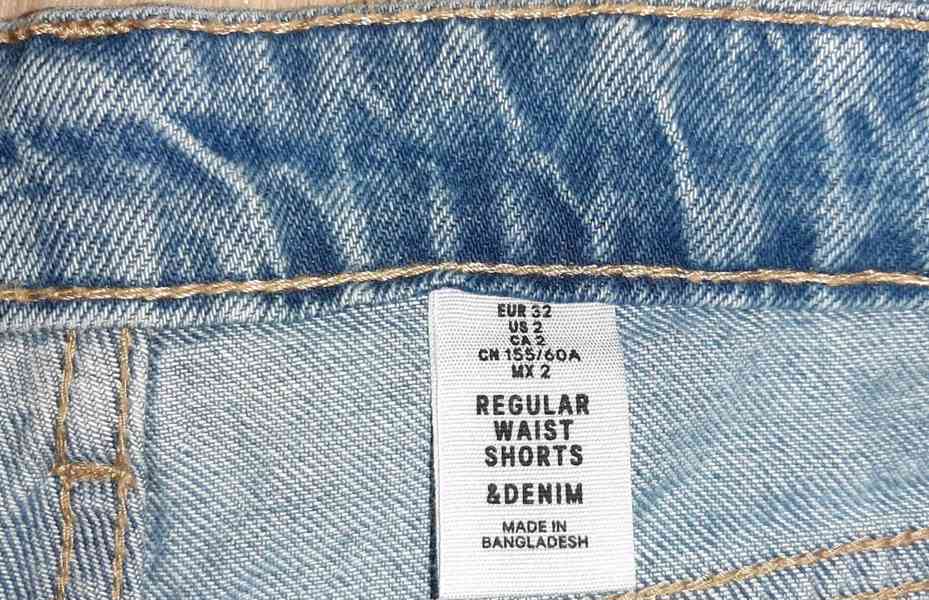 EUR 32
US 2
CA 2
CN 155/60A
MX 2
REGULAR
WAIST
SHORTS
&DENIM
MADE IN
BANGLADESH